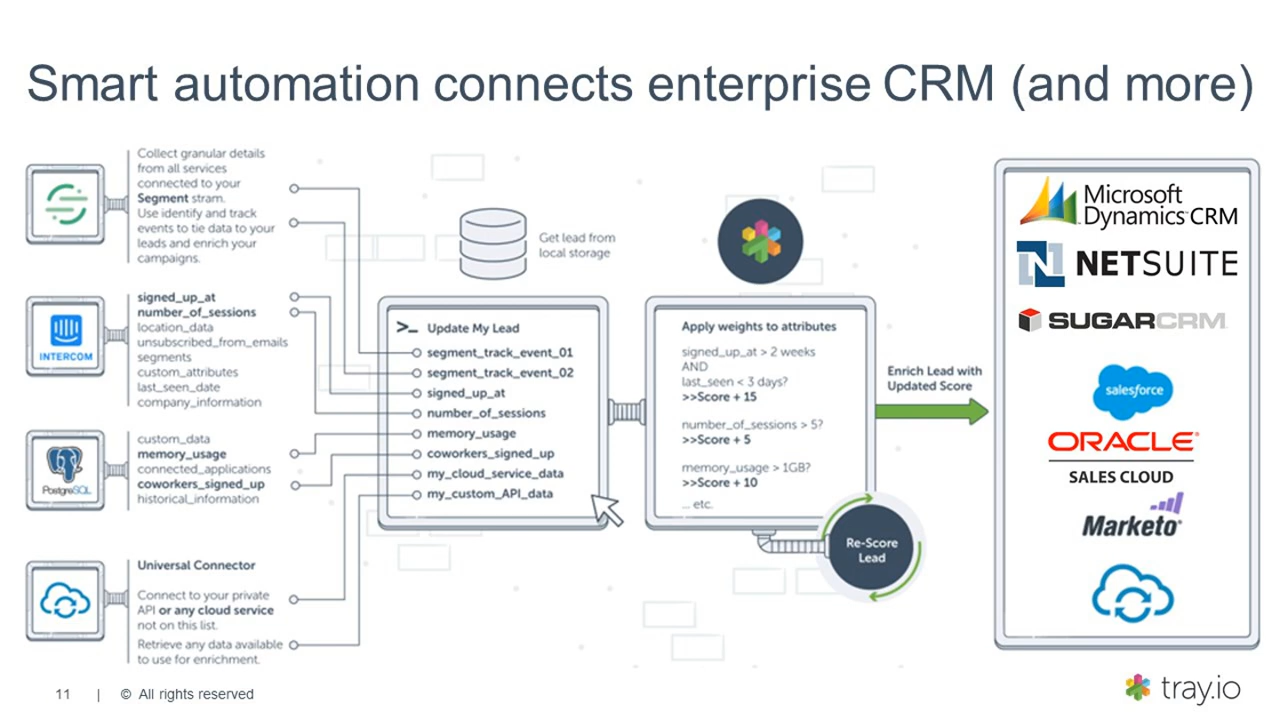 Smart automation connects enterprise CRM (and more)
Collect granular details
from all services
connected to your
Segment stram.
Use identify and track
events to tie data to your
leads and enrich your
campaigns.
INTERCOM
signed_up_at
number_of_sessions
location_data
unsubscribed_from_emails
segments
custom_attributes
last_seen_date
company_information
PostgreSQL
custom_data
memory_usage
connected_applications
coworkers_signed_up
historical_information
Universal Connector
Connect to your private
API or any cloud service
not on this list.
Retrieve any data available
to use for enrichment.
Get lead from
local storage
>_ Update My Lead
segment_track_event_01
segment_track_event_02
signed_up_at
number_of_sessions
memory_usage
coworkers_signed_up
my_cloud_service_data
my_custom_API_data
Apply weights to attributes
signed_up_at > 2 weeks
AND
last_seen < 3 days?
>>Score + 15
number_of_sessions > 5?
>>Score + 5
memory_usage > 1GB?
>>Score + 10
... etc.
Re-Score
Lead
Enrich Lead with
Updated Score
Microsoft
Dynamics CRM
NETSUITE
SUGARCRM
salesforce
ORACLE
SALES CLOUD
Marketo
11 | © All rights reserved
tray.io